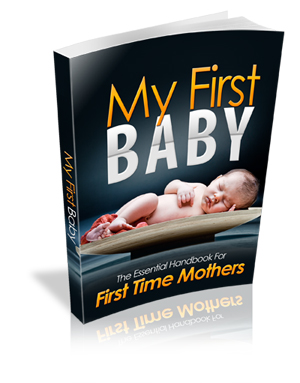 My First
BABY
The Essential Handbook For
First Time Mothers
My First Baby